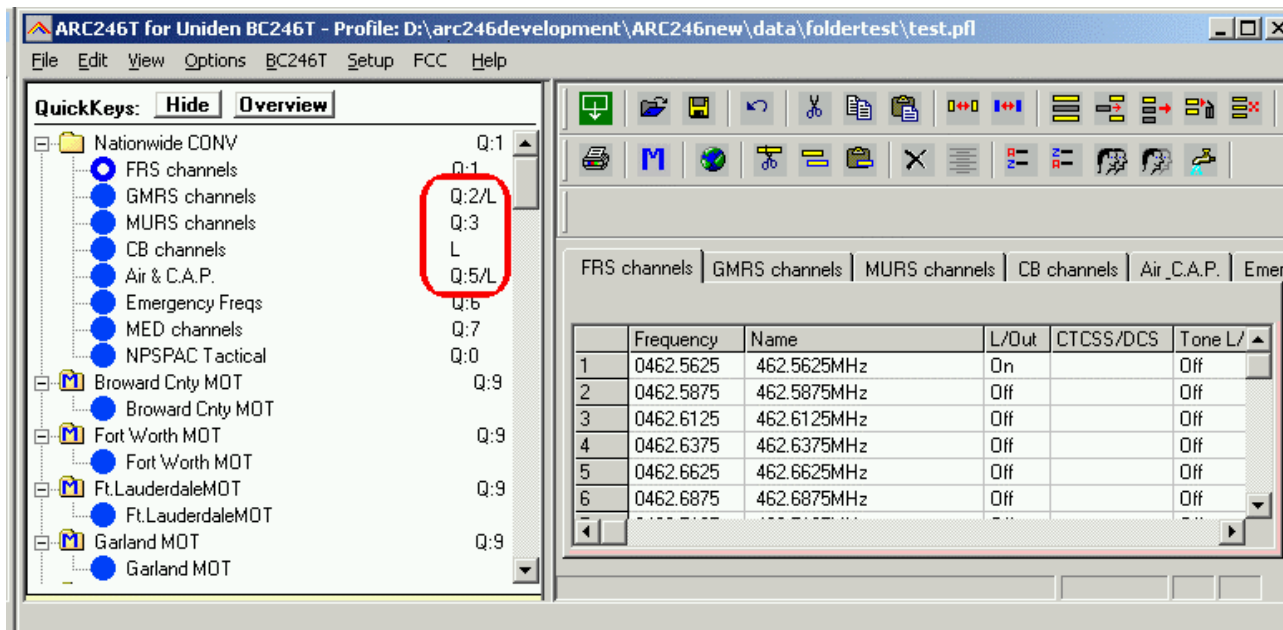 ARC246T for Uniden BC246T - Profile: D:\arc246development\ARC246new\data\foldertest\test.pfl
File Edit View Options BC246T Setup FCC Help
QuickKeys: Hide Overview
Nationwide CONV Q:1
FRS channels Q:1
GMRS channels Q:2/L
MURS channels Q:3
CB channels L
Air & C.A.P. Q:5/L
Emergency Freqs Q:6
MED channels Q:7
NPSPAC Tactical Q:0
M Broward Cnty MOT Q:9
Broward Cnty MOT
M Fort Worth MOT Q:9
Fort Worth MOT
M Ft.LauderdaleMOT Q:9
Ft.LauderdaleMOT
M Garland MOT Q:9
Garland MOT
M
FRS channels GMRS channels MURS channels CB channels Air_C.A.P. Emer
Frequency Name L/Out CTCSS/DCS Tone L/
1 0462.5625 462.5625MHz On Off
2 0462.5875 462.5875MHz Off Off
3 0462.6125 462.6125MHz Off Off
4 0462.6375 462.6375MHz Off Off
5 0462.6625 462.6625MHz Off Off
6 0462.6875 462.6875MHz Off Off